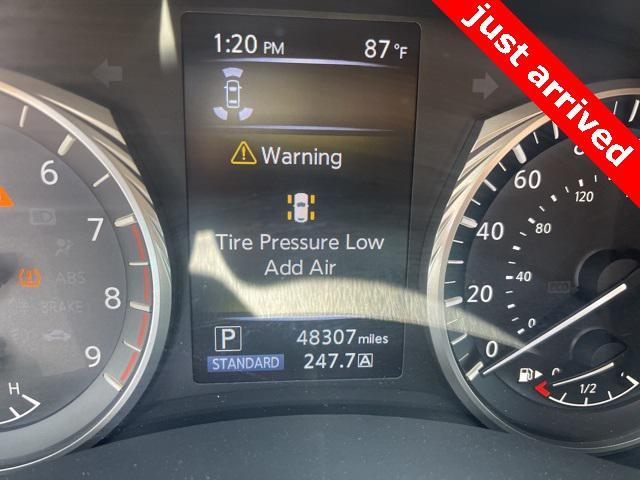 just arrived
1:20 PM 87 °F
Warning
Tire Pressure Low
Add Air
P 48307 miles
STANDARD 247.7 A
6
7
8
9
H
ABS
BRAKE
60
40
20
0
120
80
40
0
1/2